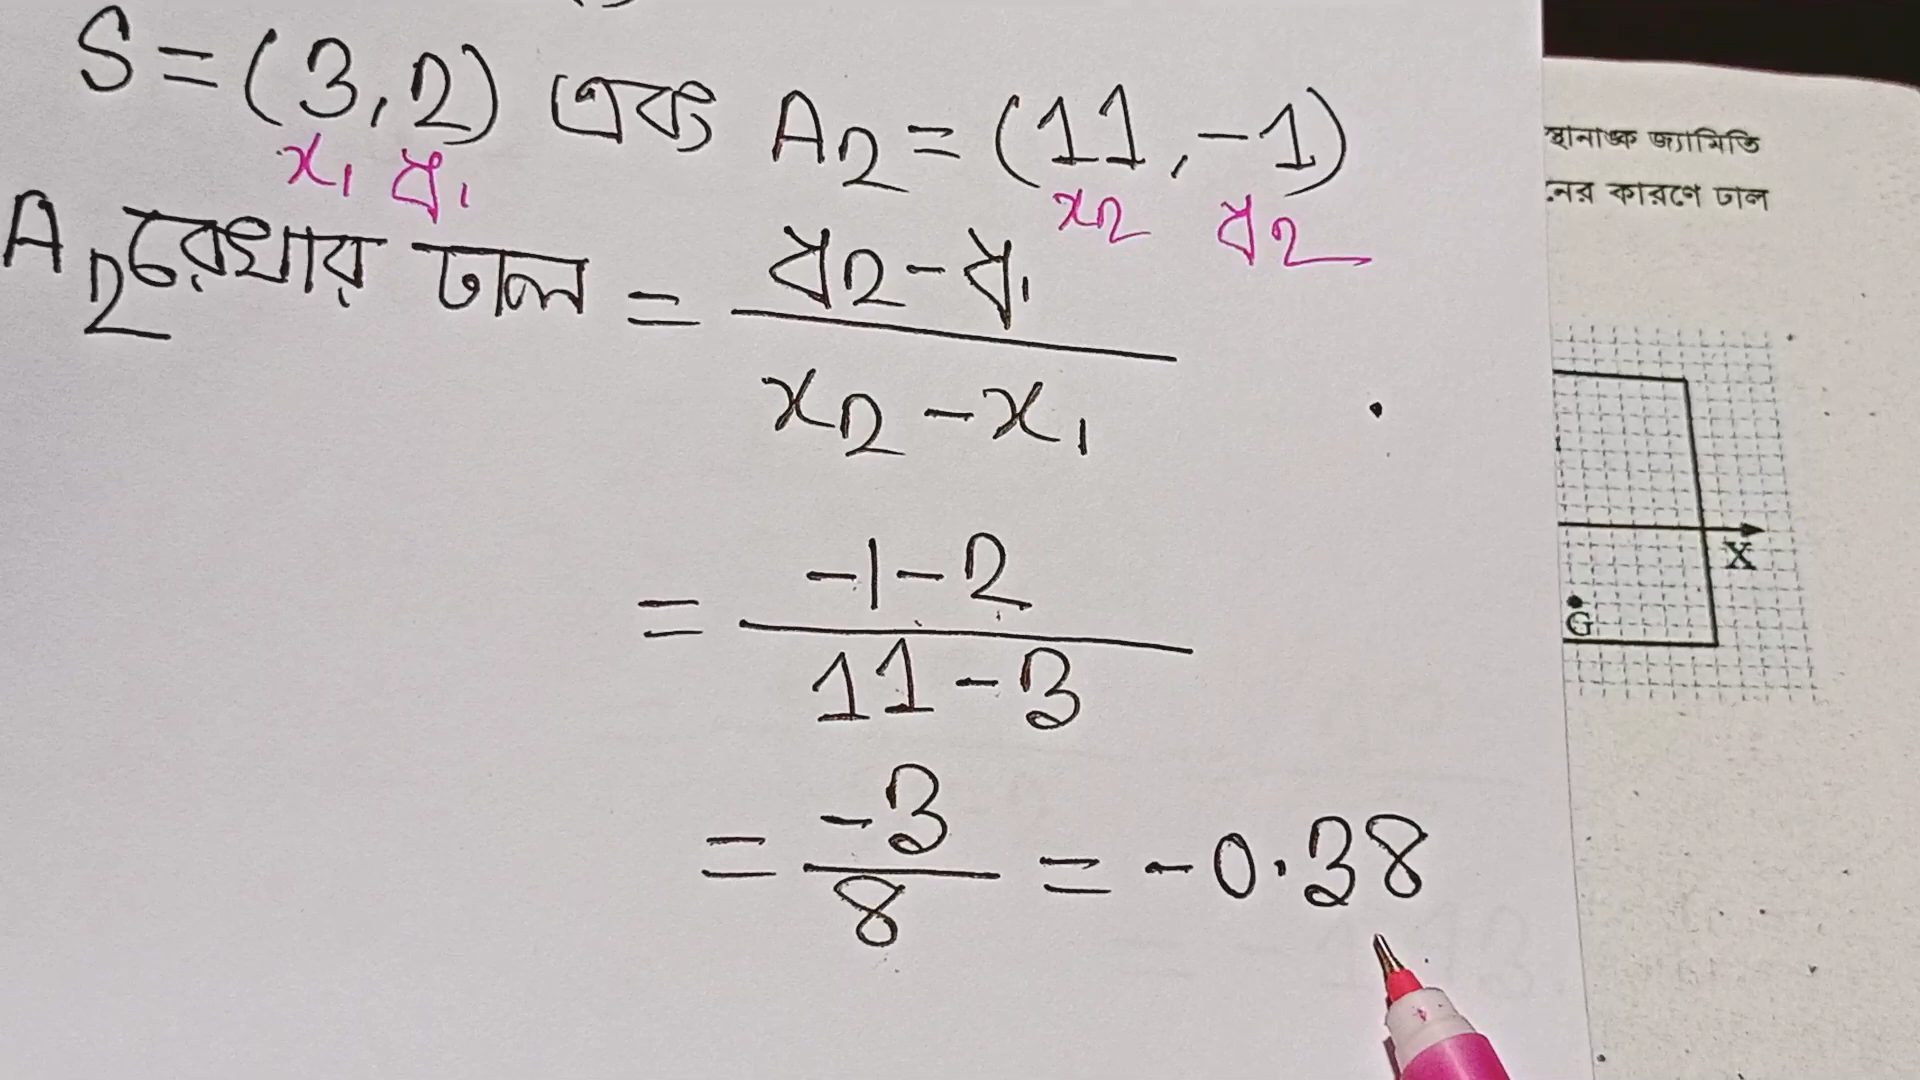 S = (3, 2) এবং A2 = (11, -1)
x1 y1 x2 y2
A2 রেখার ঢাল = y2 - y1
x2 - x1
= -1 - 2
11 - 3
= -3
8 = -0.38
স্থানাঙ্ক জ্যামিতি
নের কারণে ঢাল
X
G